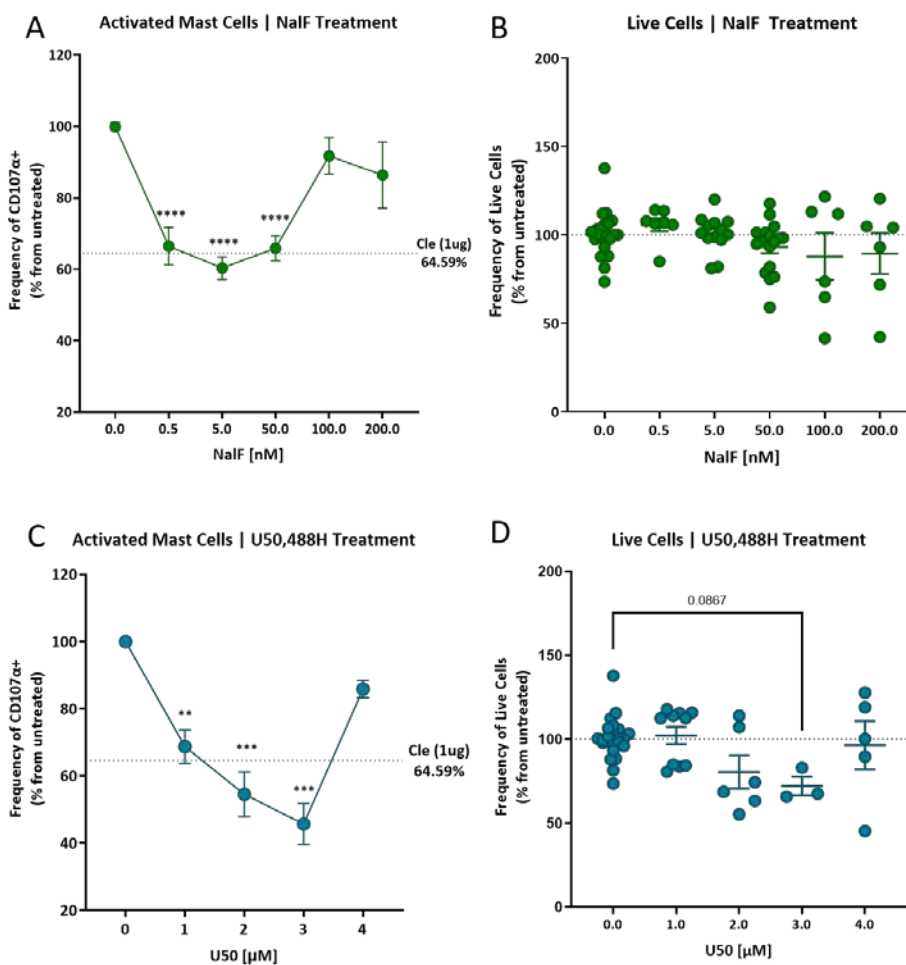 A
Activated Mast Cells | NalF Treatment
Frequency of CD107α+
(% from untreated)
120
100
80
60
40
20
****
****
****
Cle (1ug)
64.59%
0.0 0.5 5.0 50.0 100.0 200.0
NalF [nM]
B
Live Cells | NalF Treatment
Frequency of Live Cells
(% from untreated)
200
150
100
50
0
0.0 0.5 5.0 50.0 100.0 200.0
NalF [nM]
C
Activated Mast Cells | U50,488H Treatment
Frequency of CD107α+
(% from untreated)
120
100
80
60
40
20
**
***
***
Cle (1ug)
64.59%
0 1 2 3 4
U50 [µM]
D
Live Cells | U50,488H Treatment
Frequency of Live Cells
(% from untreated)
200
150
100
50
0
0.0867
0.0 1.0 2.0 3.0 4.0
U50 [µM]